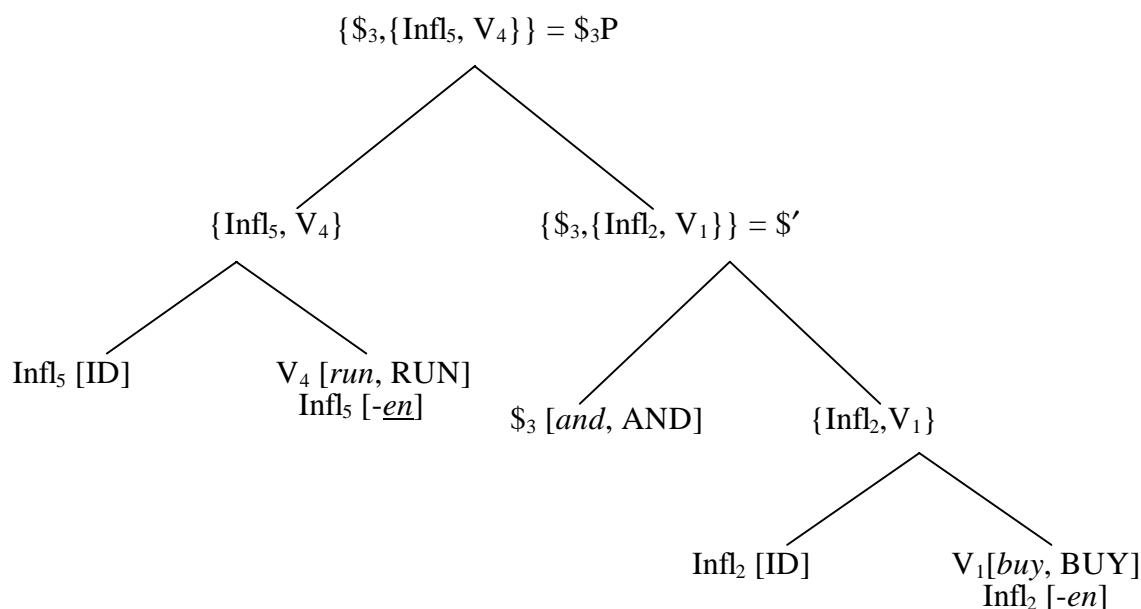 {$₃,{Infl₅, V₄}} = $₃P
{Infl₅, V₄}
{$₃,{Infl₂, V₁}} = $′
Infl₅ [ID]
V₄ [run, RUN]
Infl₅ [-en]
$₃ [and, AND]
{Infl₂,V₁}
Infl₂ [ID]
V₁[buy, BUY]
Infl₂ [-en]